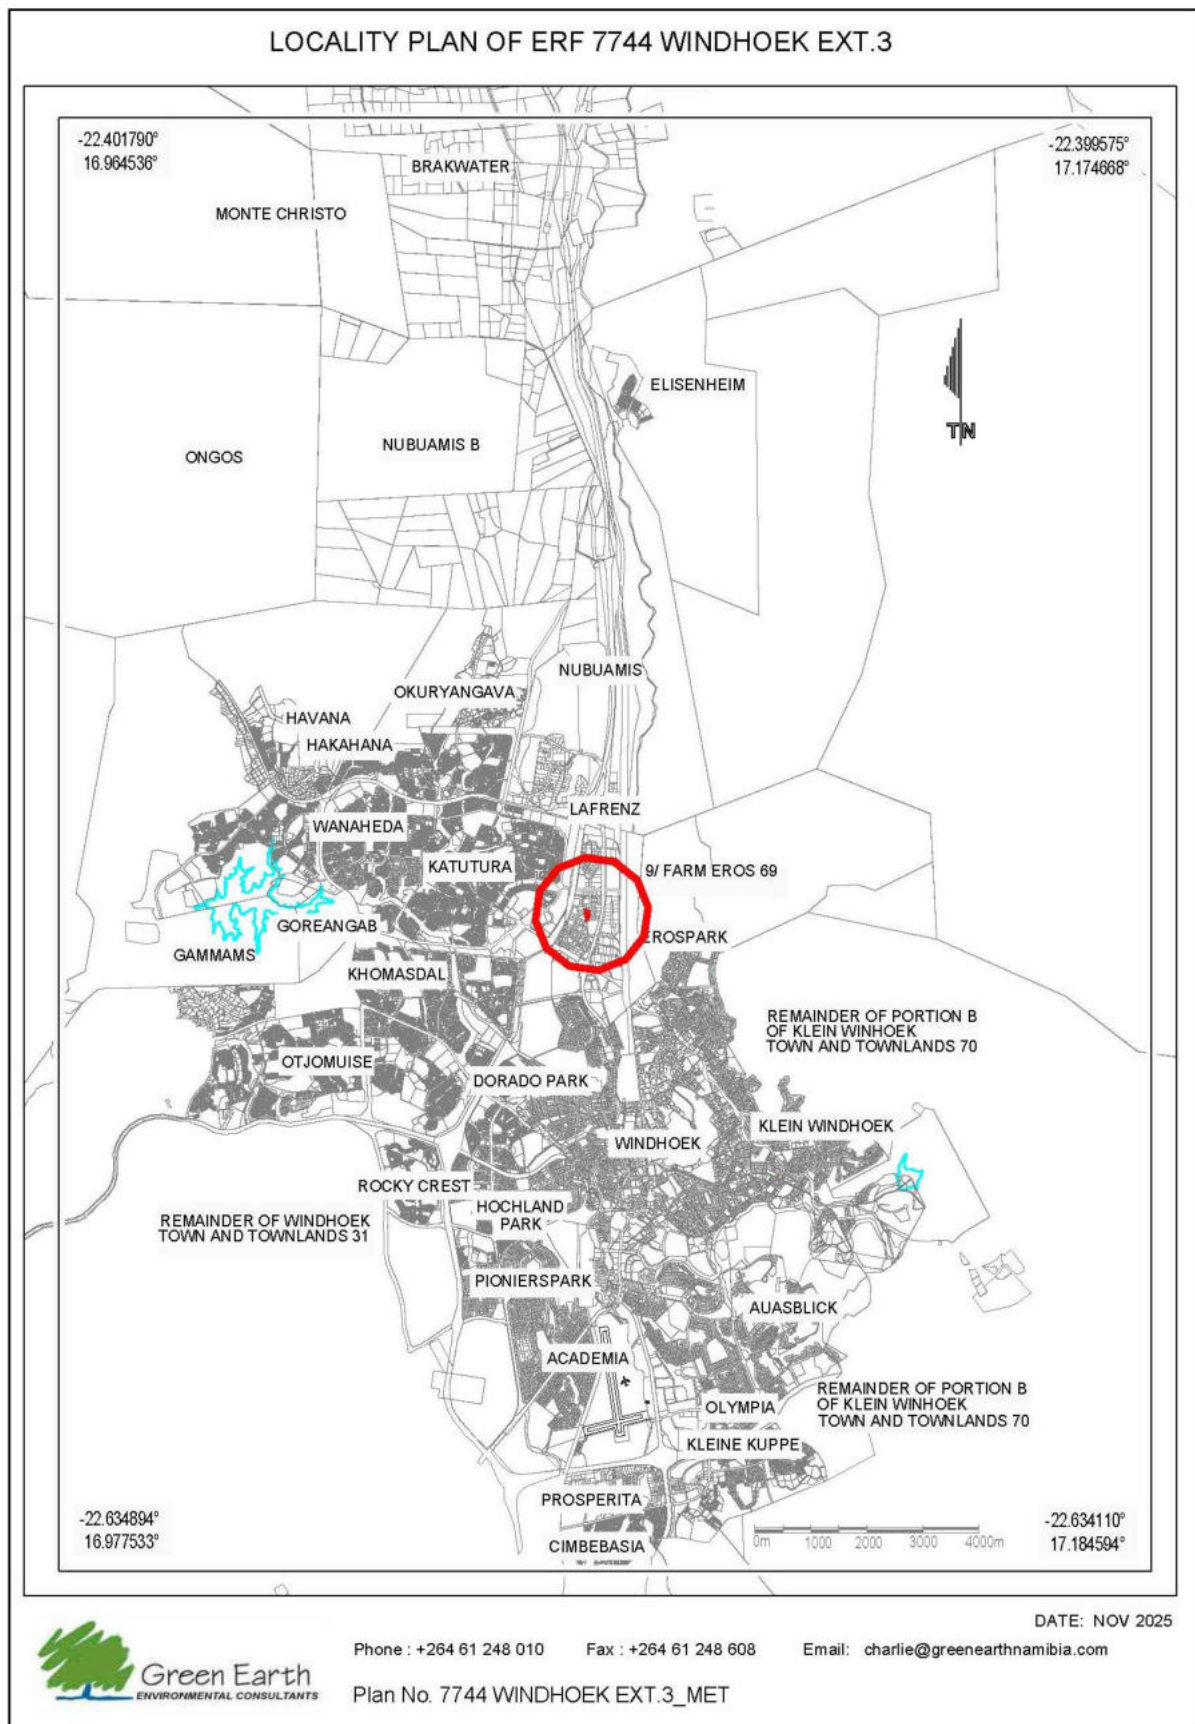 LOCALITY PLAN OF ERF 7744 WINDHOEK EXT.3
-22.401790°
16.964536°
-22.399575°
17.174668°
BRAKWATER
MONTE CHRISTO
ELISENHEIM
TN
NUBUAMIS B
ONGOS
NUBUAMIS
OKURYANGAVA
HAVANA
HAKAHANA
LAFRENZ
WANAHEDA
KATUTURA
9/ FARM EROS 69
GOREANGAB
EROSPARK
GAMMAMS
KHOMASDAL
REMAINDER OF PORTION B
OF KLEIN WINHOEK
TOWN AND TOWNLANDS 70
OTJOMUISE
DORADO PARK
KLEIN WINDHOEK
WINDHOEK
ROCKY CREST
HOCHLAND
PARK
REMAINDER OF WINDHOEK
TOWN AND TOWNLANDS 31
PIONIERSPARK
AUASBLICK
ACADEMIA
REMAINDER OF PORTION B
OF KLEIN WINHOEK
TOWN AND TOWNLANDS 70
OLYMPIA
KLEINE KUPPE
PROSPERITA
CIMBEBASIA
-22.634894°
16.977533°
0m 1000 2000 3000 4000m
-22.634110°
17.184594°
DATE: NOV 2025
Phone : +264 61 248 010 Fax : +264 61 248 608 Email: charlie@greenearthnamibia.com
Green Earth
ENVIRONMENTAL CONSULTANTS
Plan No. 7744 WINDHOEK EXT.3_MET